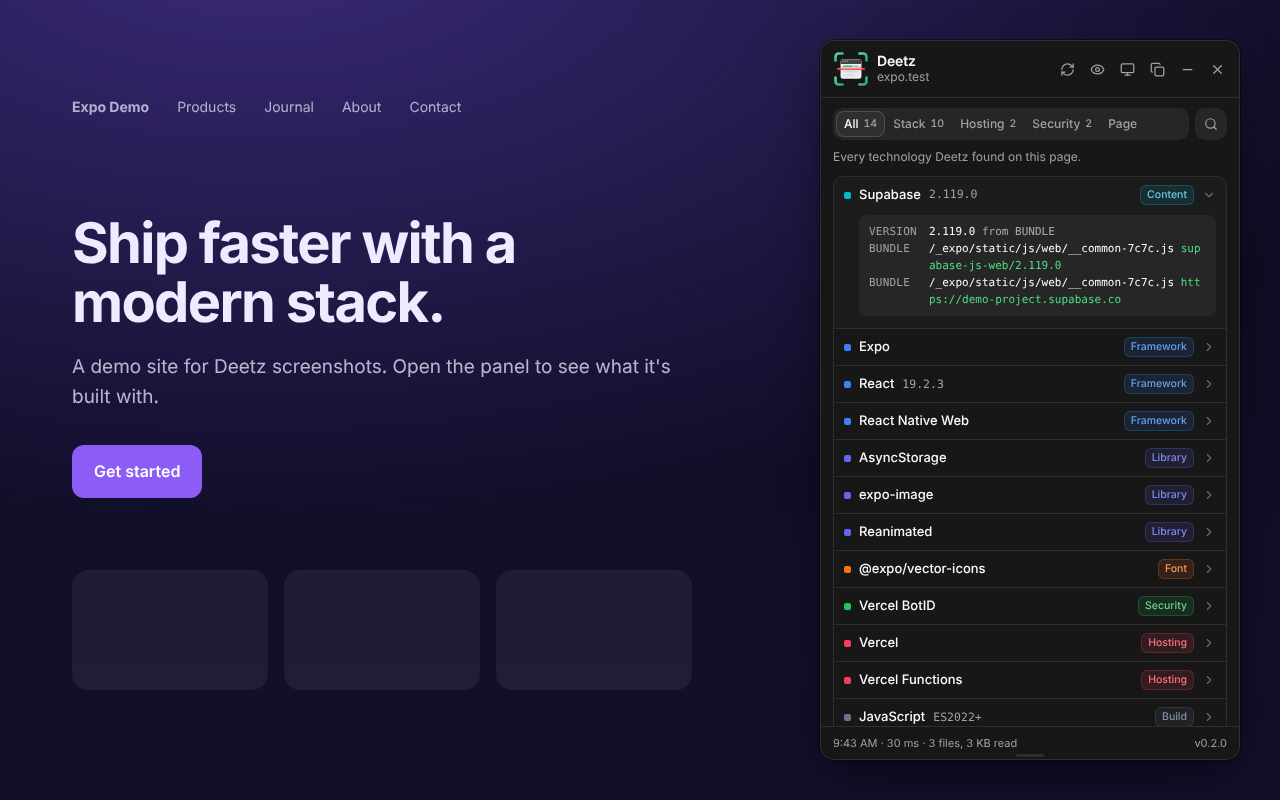 Expo Demo Products Journal About Contact
Ship faster with a
modern stack.
A demo site for Deetz screenshots. Open the panel to see what it's
built with.
Get started
Deetz
expo.test
All 14 Stack 10 Hosting 2 Security 2 Page
Every technology Deetz found on this page.
Supabase 2.119.0 Content
VERSION 2.119.0 from BUNDLE
BUNDLE /_expo/static/js/web/__common-7c7c.js sup
abase-js-web/2.119.0
BUNDLE /_expo/static/js/web/__common-7c7c.js htt
ps://demo-project.supabase.co
Expo Framework
React 19.2.3 Framework
React Native Web Framework
AsyncStorage Library
expo-image Library
Reanimated Library
@expo/vector-icons Font
Vercel BotID Security
Vercel Hosting
Vercel Functions Hosting
JavaScript ES2022+ Build
9:43 AM · 30 ms · 3 files, 3 KB read v0.2.0